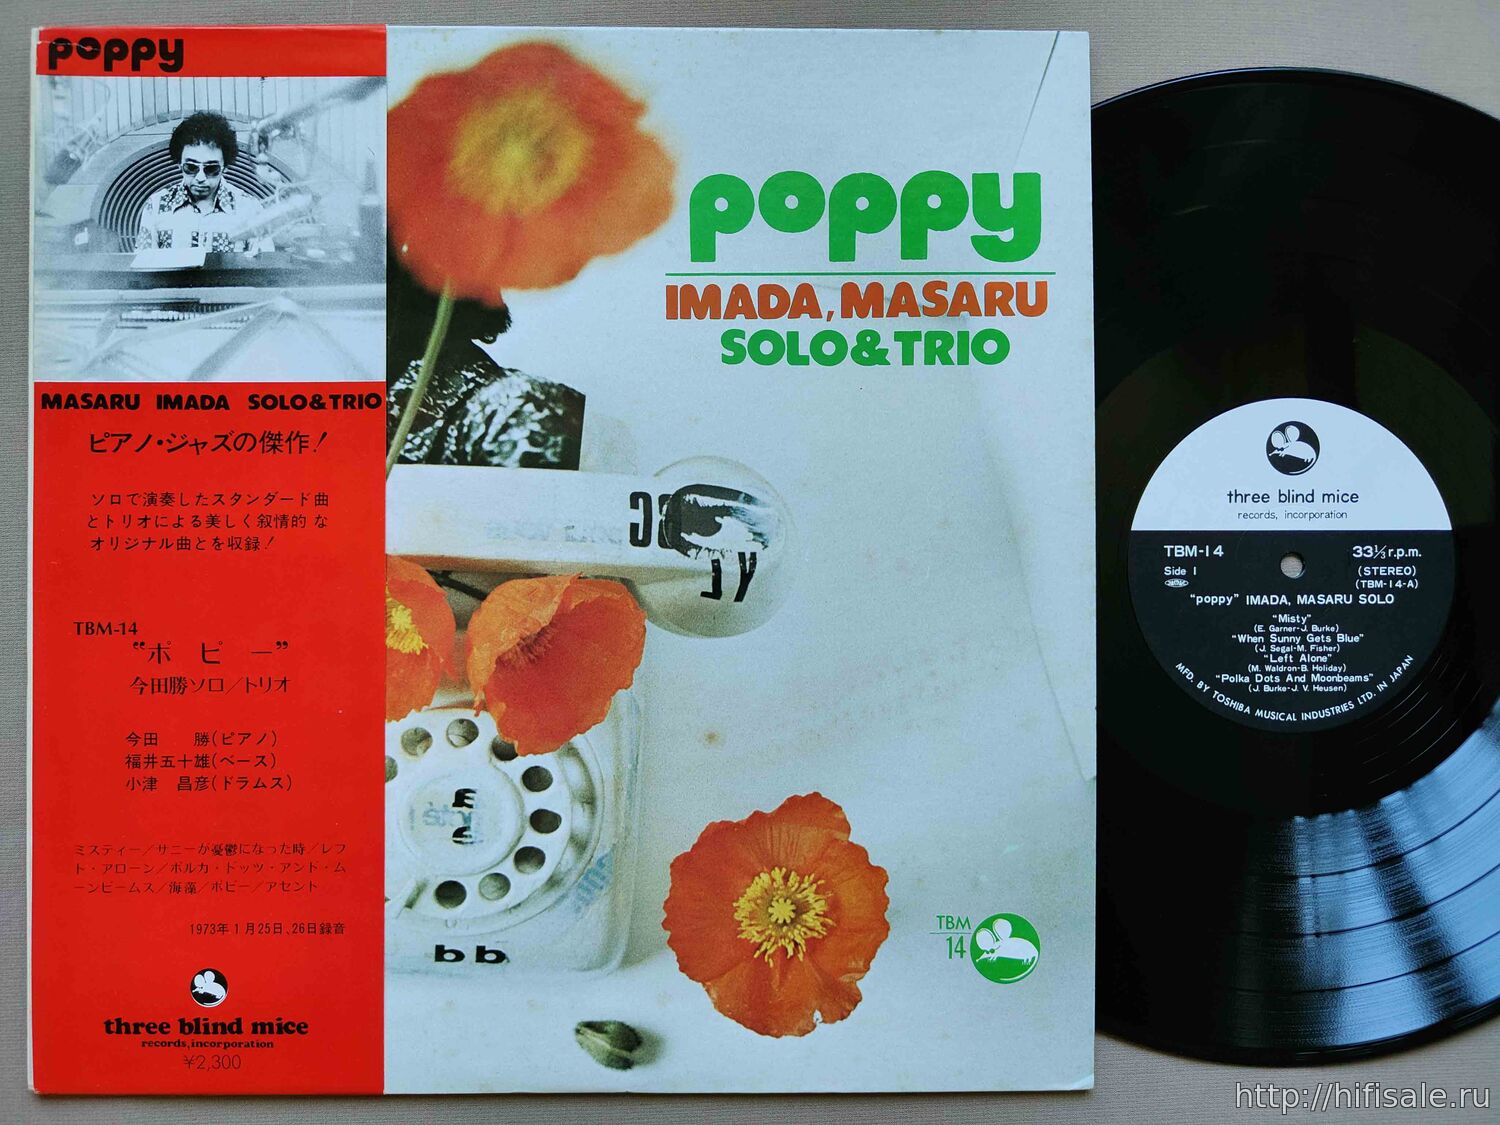 poppy
MASARU IMADA SOLO&TRIO
ピアノ・ジャズの傑作!
ソロで演奏したスタンダード曲
とトリオによる美しく叙情的な
オリジナル曲とを収録!
TBM-14
"ポピー"
今田勝ソロ/トリオ
今田 勝(ピアノ)
福井五十雄(ベース)
小津 昌彦(ドラムス)
ミスティー/サニーが憂鬱になった時/レフ
ト・アローン/ポルカ・ドッツ・アンド・ム
ーンビームス/海藻/ポピー/アセント
1973年1月25日、26日録音
three blind mice
records, incorporation
¥2,300
poppy
IMADA, MASARU
SOLO&TRIO
bb
TBM
14
three blind mice
records, incorporation
TBM-14
33⅓ r.p.m.
Side 1
(STEREO)
(TBM-14-A)
"poppy" IMADA, MASARU SOLO
"Misty"
(E. Garner-J. Burke)
"When Sunny Gets Blue"
(J. Segal-M. Fisher)
"Left Alone"
(M. Waldron-B. Holiday)
"Polka Dots And Moonbeams"
(J. Burke-J. V. Heusen)
MFD. BY TOSHIBA MUSICAL INDUSTRIES LTD. IN JAPAN
http://hifisale.ru